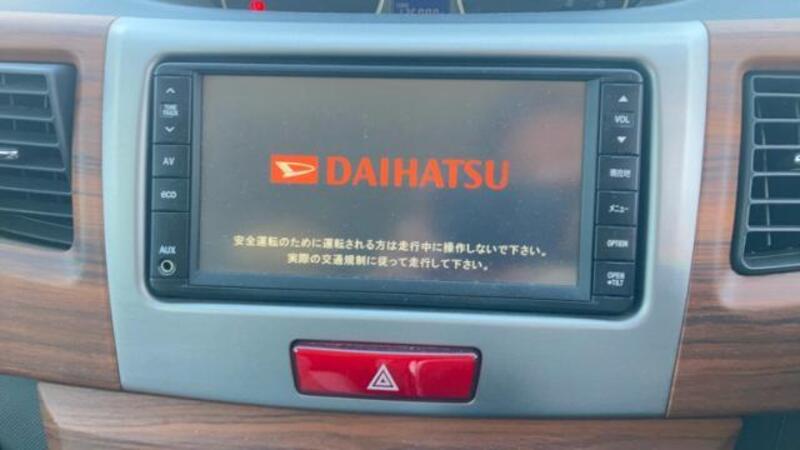 TUNE
TRACK
AV
eco
AUX
DAIHATSU
安全運転のために運転される方は走行中に操作しないで下さい。
実際の交通規制に従って走行して下さい。
VOL
現在地
メニュー
OPTION
OPEN
TILT